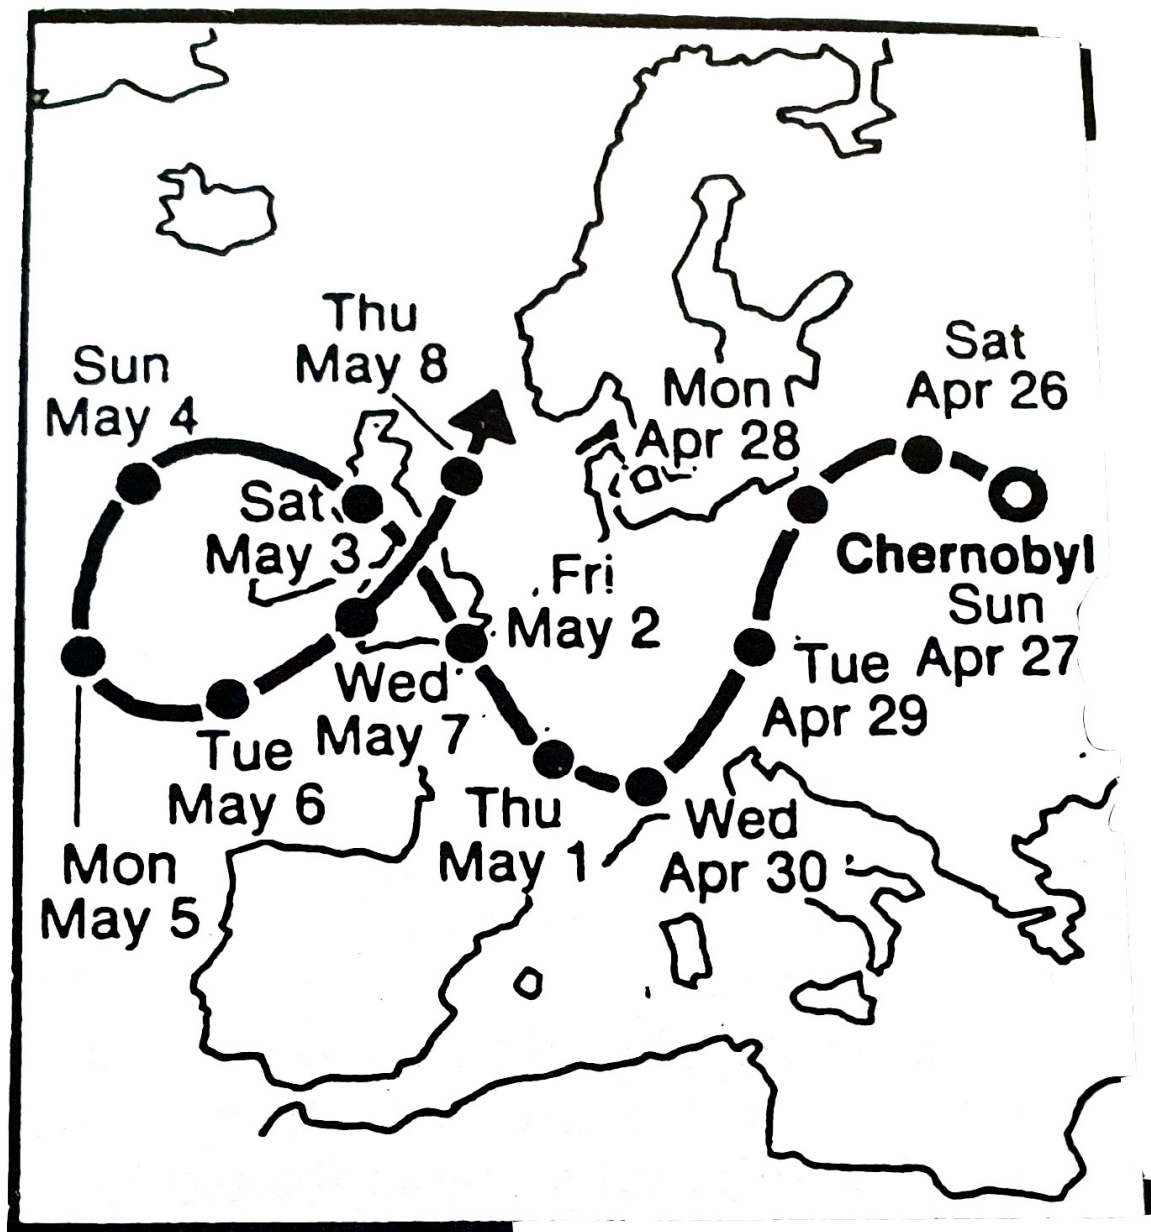 Thu
May 8
Sun
May 4
Sat
Apr 26
Mon
Apr 28
Sat
May 3
Chernobyl
Sun
Apr 27
Fri
May 2
Tue
Apr 29
Wed
May 7
Tue
May 6
Thu
May 1
Wed
Apr 30
Mon
May 5